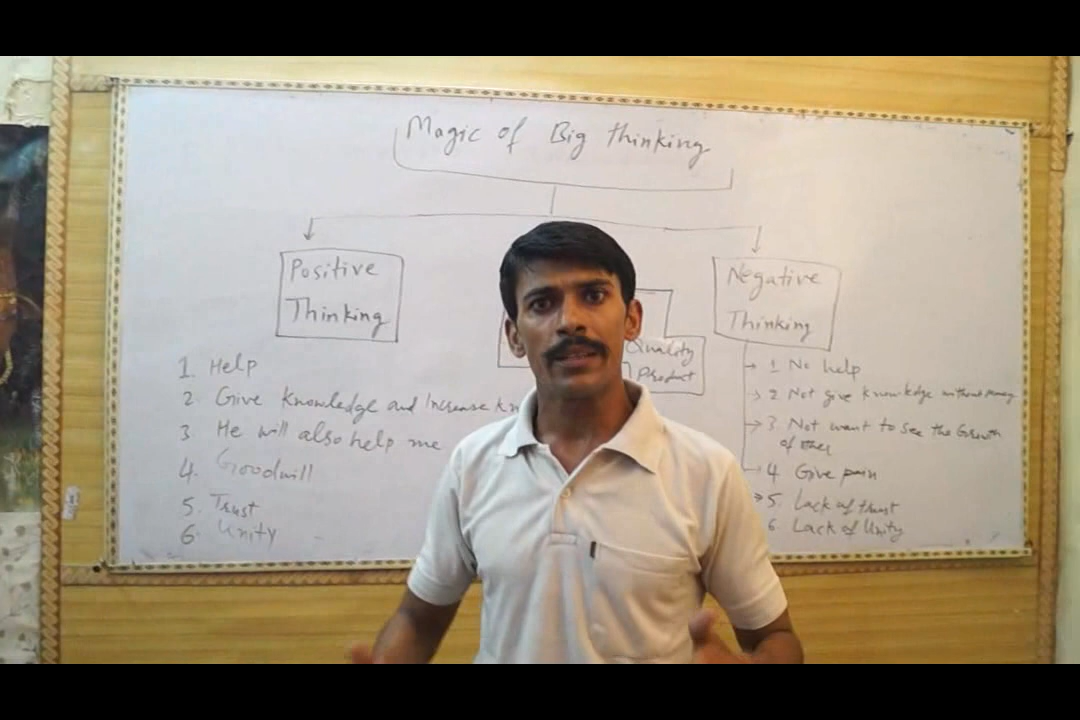 Magic of Big thinking
Positive
Thinking
Negative
Thinking
Quality
Product
1. Help
2. Give knowledge and increase
3 He will also help me
4. Goodwill
5. Trust
6. Unity
1 No help
2 Not give knowledge without money
3. Not want to see the Growth
of other
4 Give pain
5. Lack of trust
6. Lack of Unity